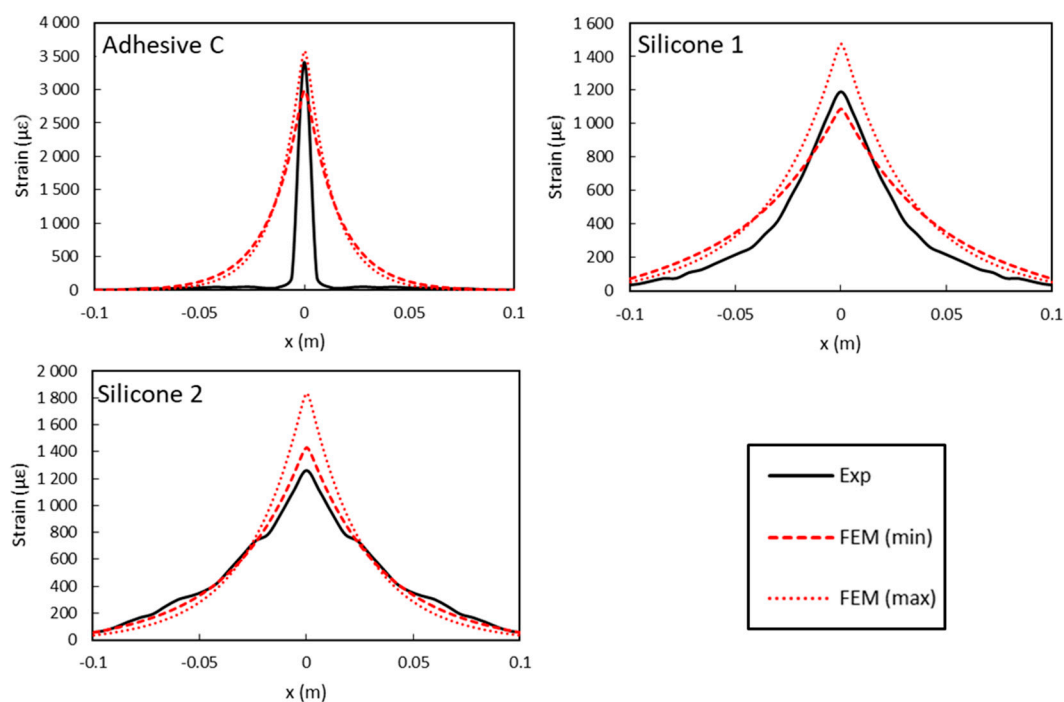 Adhesive C
4 000
3 500
3 000
2 500
2 000
1 500
1 000
500
0
Strain (με)
-0.1 -0.05 0 0.05 0.1
x (m)
Silicone 1
1 600
1 400
1 200
1 000
800
600
400
200
0
Strain (με)
-0.1 -0.05 0 0.05 0.1
x (m)
Silicone 2
2 000
1 800
1 600
1 400
1 200
1 000
800
600
400
200
0
Strain (με)
-0.1 -0.05 0 0.05 0.1
x (m)
Exp
FEM (min)
FEM (max)